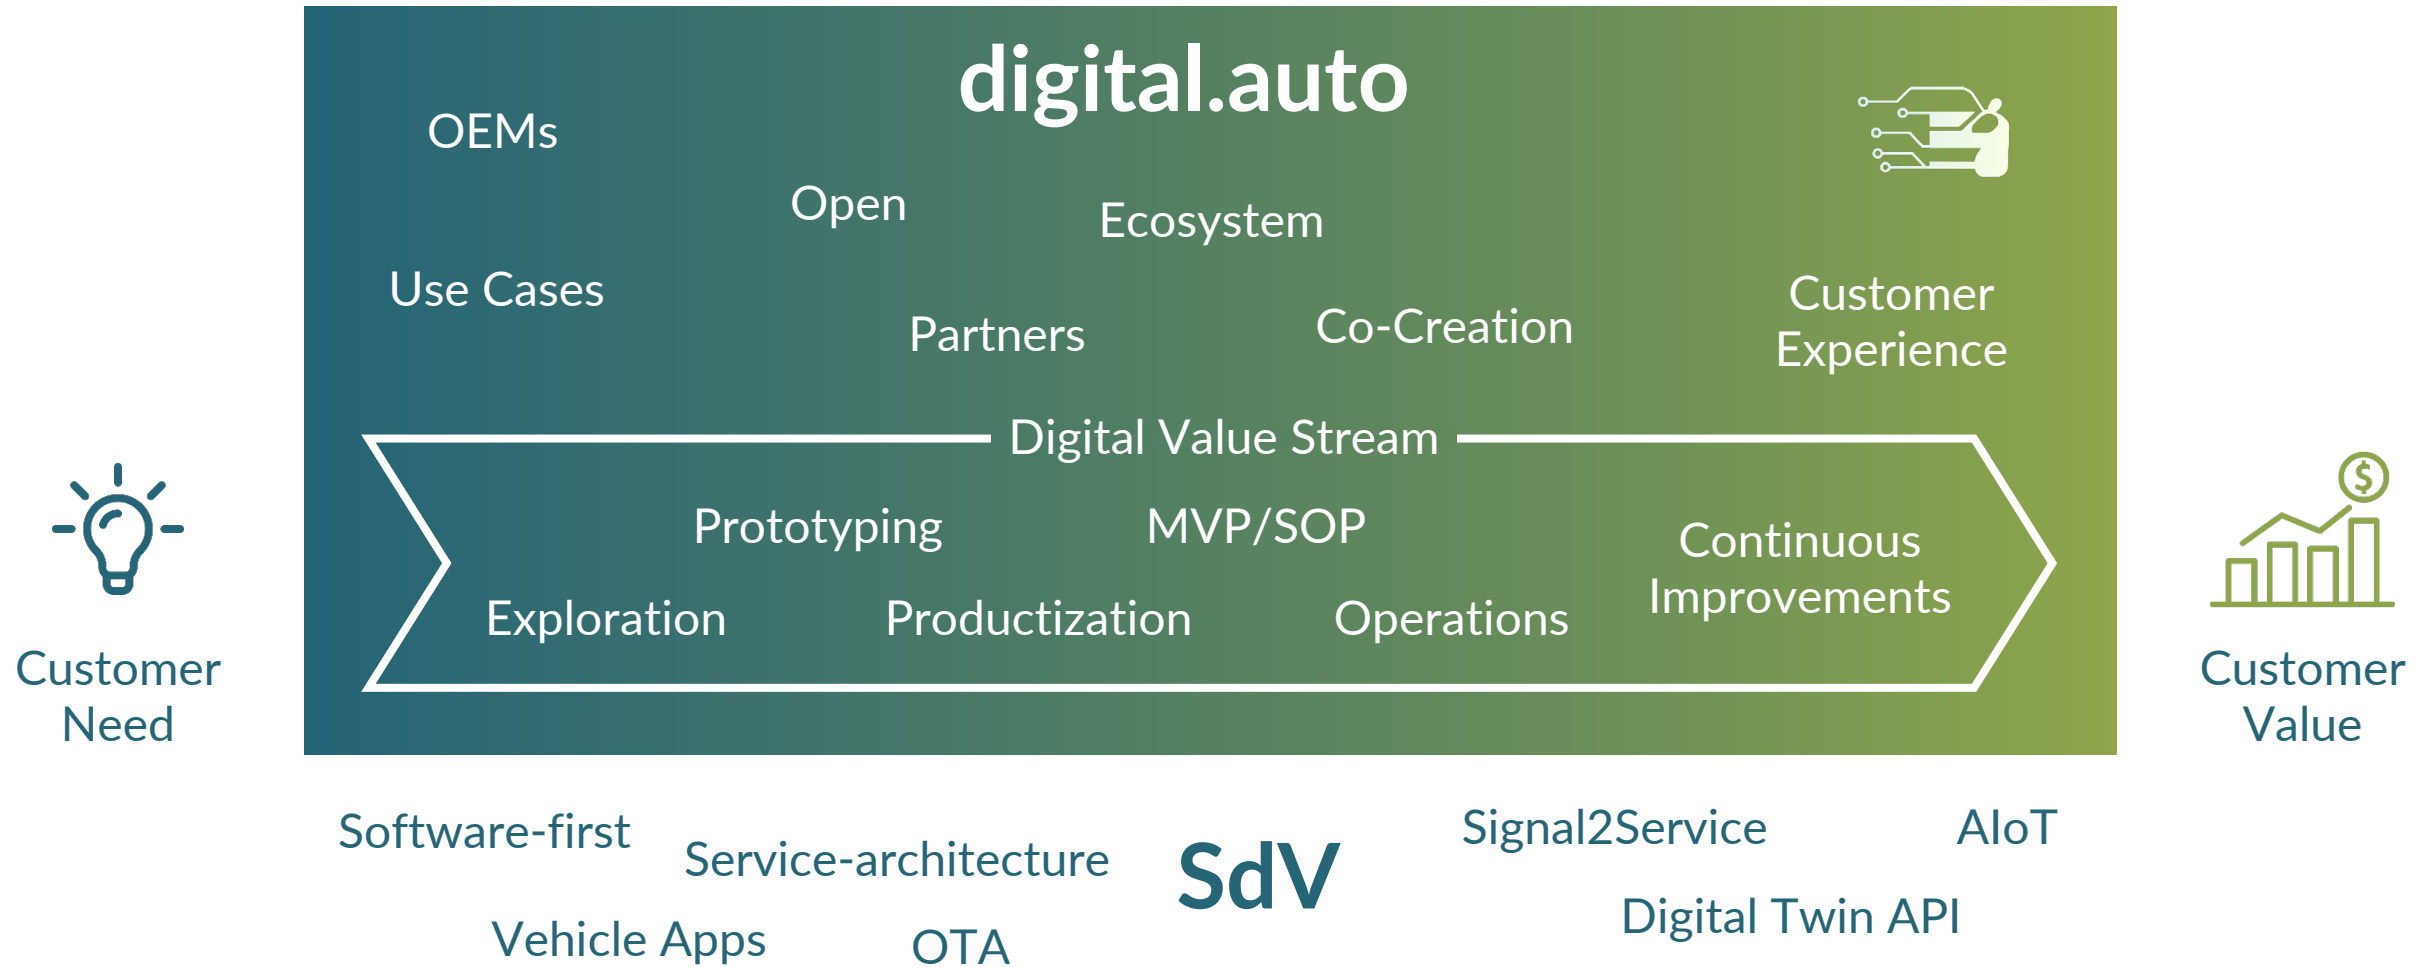 digital.auto
OEMs
Open
Ecosystem
Use Cases
Partners
Co-Creation
Customer
Experience
Digital Value Stream
Prototyping
MVP/SOP
Continuous
Improvements
Exploration
Productization
Operations
$
Customer
Need
Customer
Value
Software-first
Service-architecture
SdV
Signal2Service
AIoT
Vehicle Apps
OTA
Digital Twin API